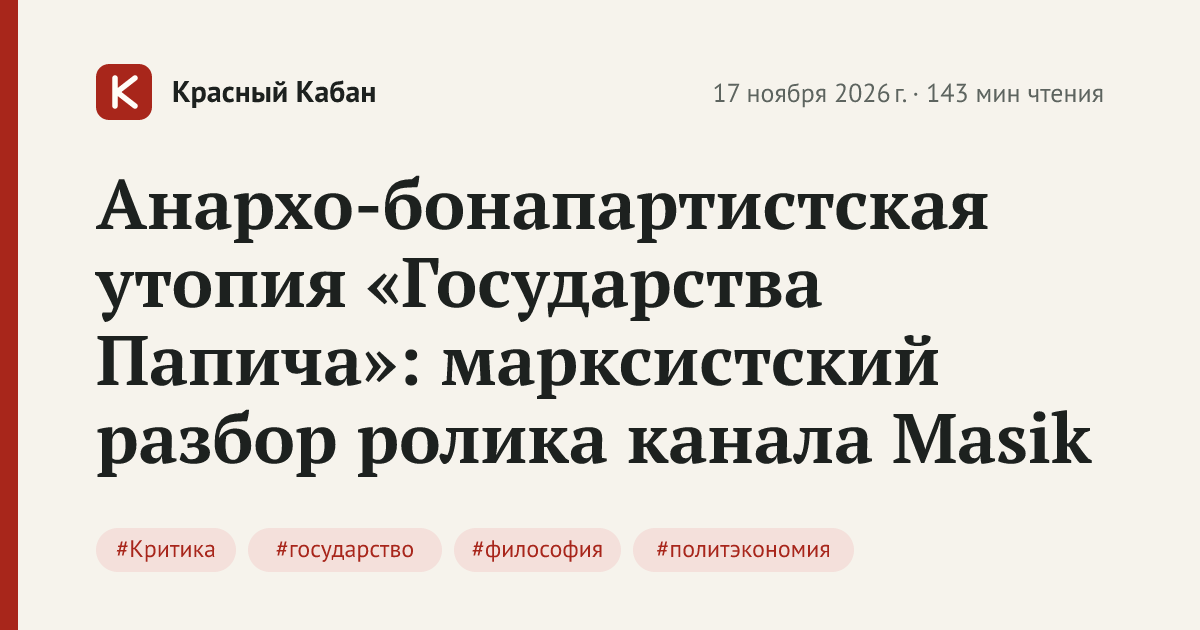 К Красный Кабан
17 ноября 2026 г. · 143 мин чтения
Анархо-бонапартистская
утопия «Государства
Папича»: марксистский
разбор ролика канала Masik
#Критика #государство #философия #политэкономия